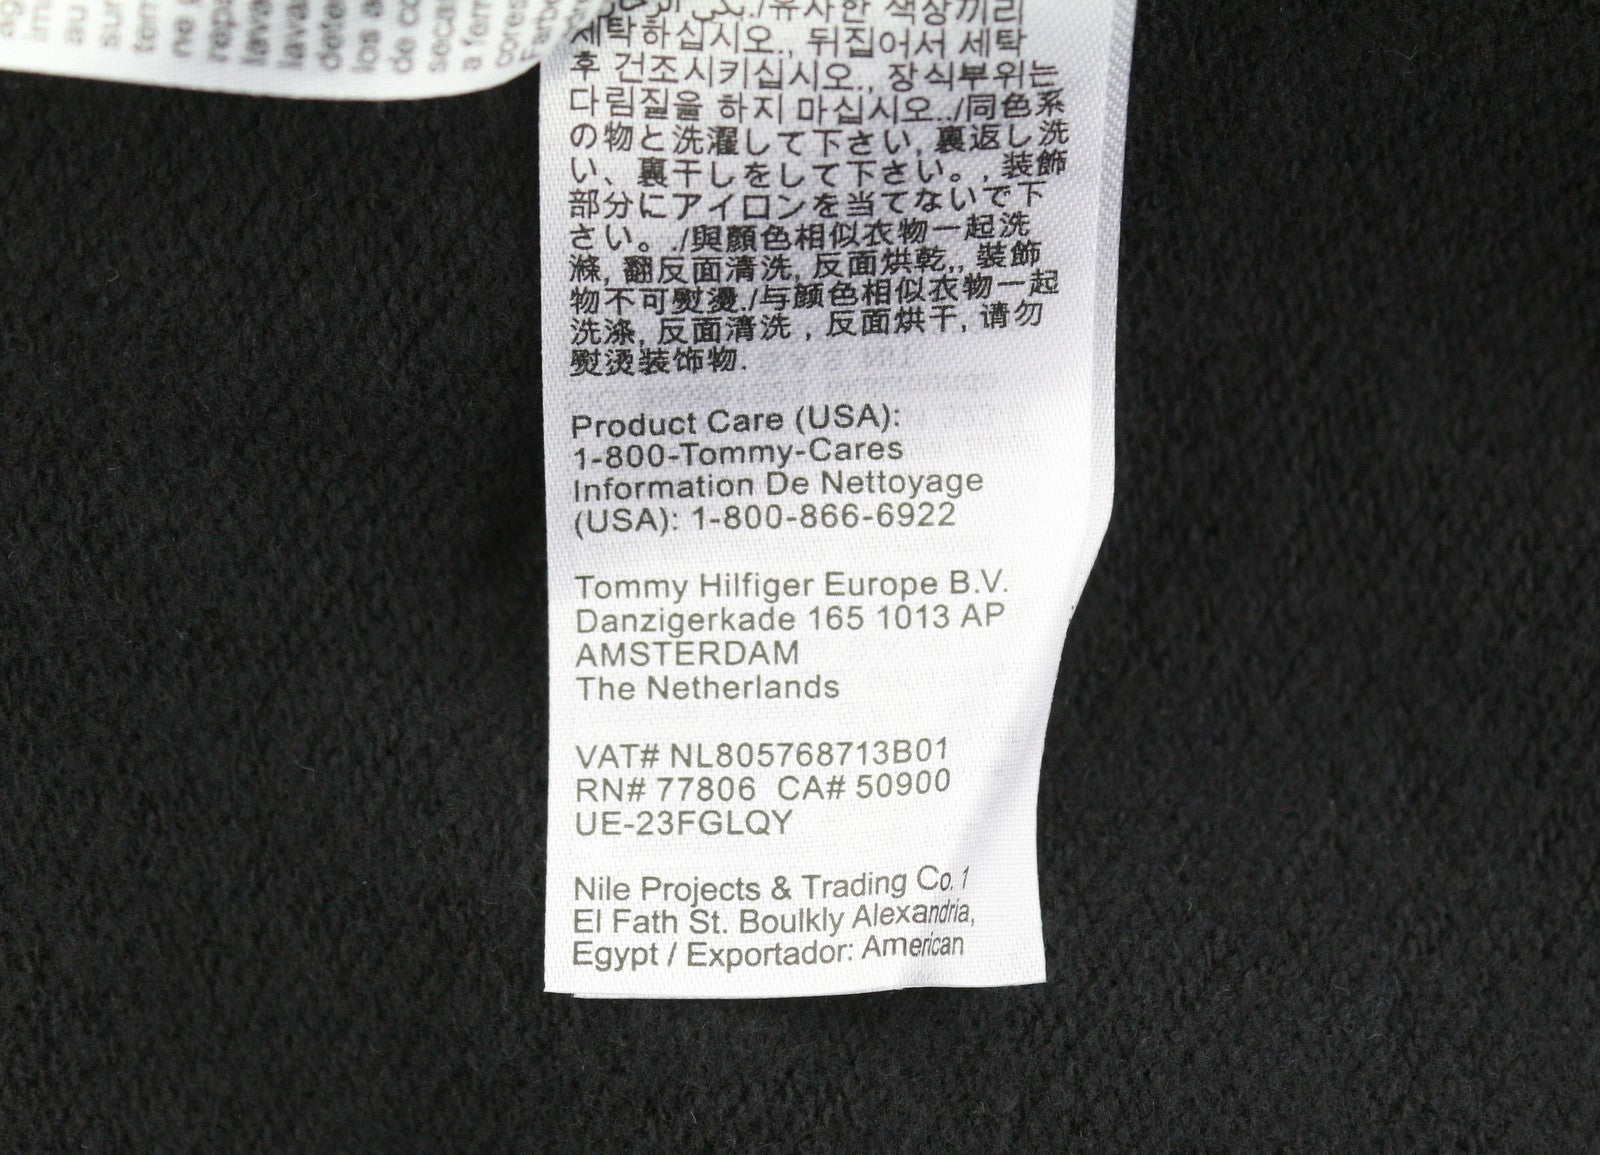 유사한 색상끼리
세탁하십시오., 뒤집어서 세탁
후 건조시키십시오., 장식부위는
다림질을 하지 마십시오../同色系
の物と洗濯して下さい, 裏返し洗
い、裏干しをして下さい。, 装飾
部分にアイロンを当てないで下
さい。./與顏色相似衣物一起洗
滌, 翻反面清洗, 反面烘乾,, 裝飾
物不可熨燙./与颜色相似衣物一起
洗涤, 反面清洗, 反面烘干, 请勿
熨烫装饰物.
Product Care (USA):
1-800-Tommy-Cares
Information De Nettoyage
(USA): 1-800-866-6922
Tommy Hilfiger Europe B.V.
Danzigerkade 165 1013 AP
AMSTERDAM
The Netherlands
VAT# NL805768713B01
RN# 77806 CA# 50900
UE-23FGLQY
Nile Projects & Trading Co. 1
El Fath St. Boulkly Alexandria,
Egypt / Exportador: American